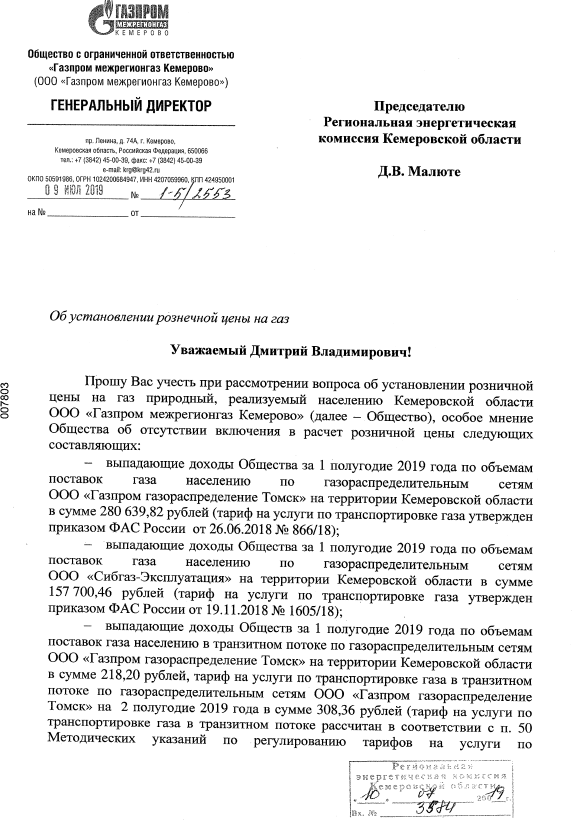 ГАЗПРОМ
МЕЖРЕГИОНГАЗ
КЕМЕРОВО
Общество с ограниченной ответственностью
«Газпром межрегионгаз Кемерово»
(ООО «Газпром межрегионгаз Кемерово»)
ГЕНЕРАЛЬНЫЙ ДИРЕКТОР
пр. Ленина, д. 74А, г. Кемерово,
Кемеровская область, Российская Федерация, 650066
тел.: +7 (3842) 45-00-39, факс: +7 (3842) 45-00-39
e-mail: krg@krg42.ru
ОКПО 50591986, ОГРН 1024200684947, ИНН 4207059960, КПП 424950001
09 ИЮЛ 2019 № 1-5/2553
на № от
Председателю
Региональная энергетическая
комиссия Кемеровской области
Д.В. Малюте
Об установлении рознечной цены на газ
Уважаемый Дмитрий Владимирович!
007803
Прошу Вас учесть при рассмотрении вопроса об установлении розничной
цены на газ природный, реализуемый населению Кемеровской области
ООО «Газпром межрегионгаз Кемерово» (далее – Общество), особое мнение
Общества об отсутствии включения в расчет розничной цены следующих
составляющих:
– выпадающие доходы Общества за 1 полугодие 2019 года по объемам
поставок газа населению по газораспределительным сетям
ООО «Газпром газораспределение Томск» на территории Кемеровской области
в сумме 280 639,82 рублей (тариф на услуги по транспортировке газа утвержден
приказом ФАС России от 26.06.2018 № 866/18);
– выпадающие доходы Общества за 1 полугодие 2019 года по объемам
поставок газа населению по газораспределительным сетям
ООО «Сибгаз-Эксплуатация» на территории Кемеровской области в сумме
157 700,46 рублей (тариф на услуги по транспортировке газа утвержден
приказом ФАС России от 19.11.2018 № 1605/18);
– выпадающие доходы Обществ за 1 полугодие 2019 года по объемам
поставок газа населению в транзитном потоке по газораспределительным сетям
ООО «Газпром газораспределение Томск» на территории Кемеровской области
в сумме 218,20 рублей, тариф на услуги по транспортировке газа в транзитном
потоке по газораспределительным сетям ООО «Газпром газораспределение
Томск» на 2 полугодие 2019 года в сумме 308,36 рублей (тариф на услуги по
транспортировке газа в транзитном потоке рассчитан в соответствии с п. 50
Методических указаний по регулированию тарифов на услуги по
Региональная
энергетическая комиссия
Кемеровской области
« 10 07 2019 г.
Вх. № 3584